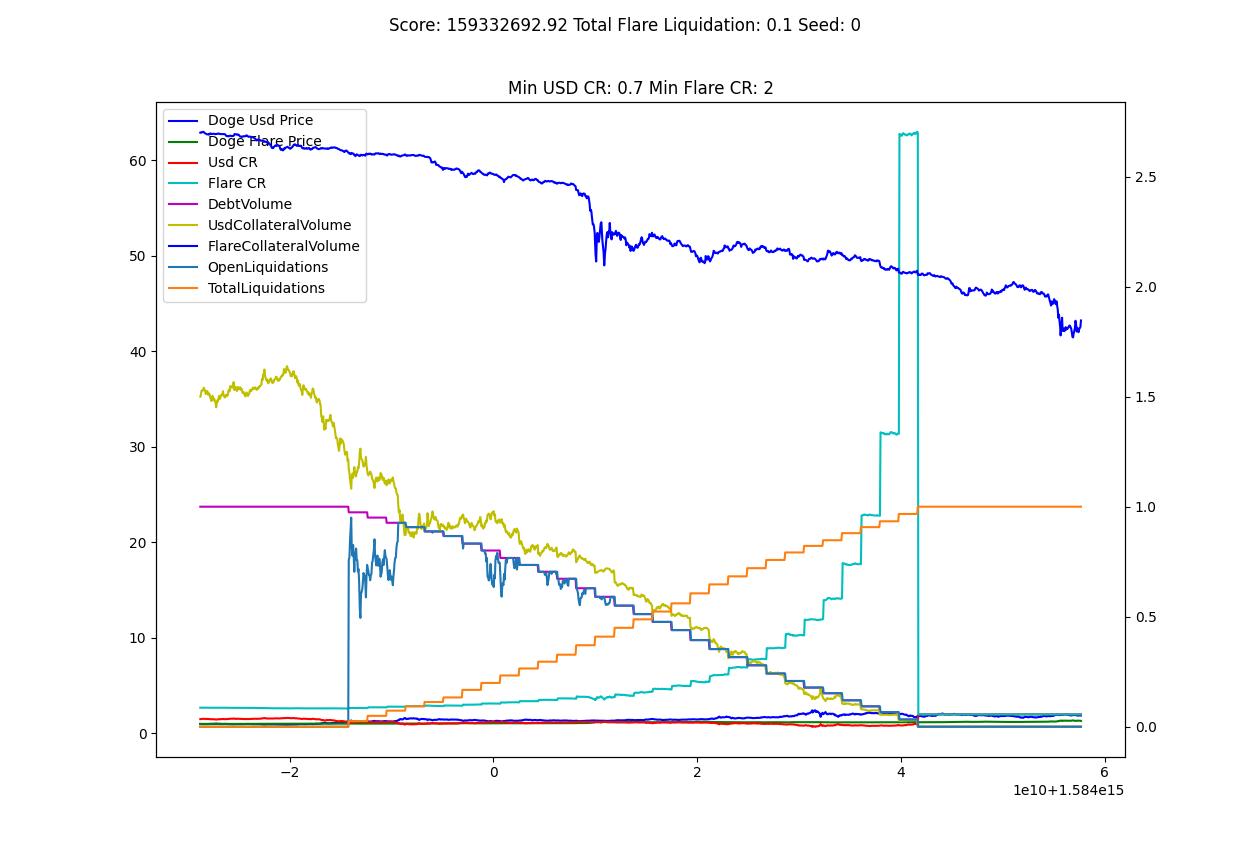 Score: 159332692.92 Total Flare Liquidation: 0.1 Seed: 0
Min USD CR: 0.7 Min Flare CR: 2
Doge Usd Price
Doge Flare Price
Usd CR
Flare CR
DebtVolume
UsdCollateralVolume
FlareCollateralVolume
OpenLiquidations
TotalLiquidations
60
50
40
30
20
10
0
2.5
2.0
1.5
1.0
0.5
0.0
−2
0
2
4
6
1e10+1.584e15